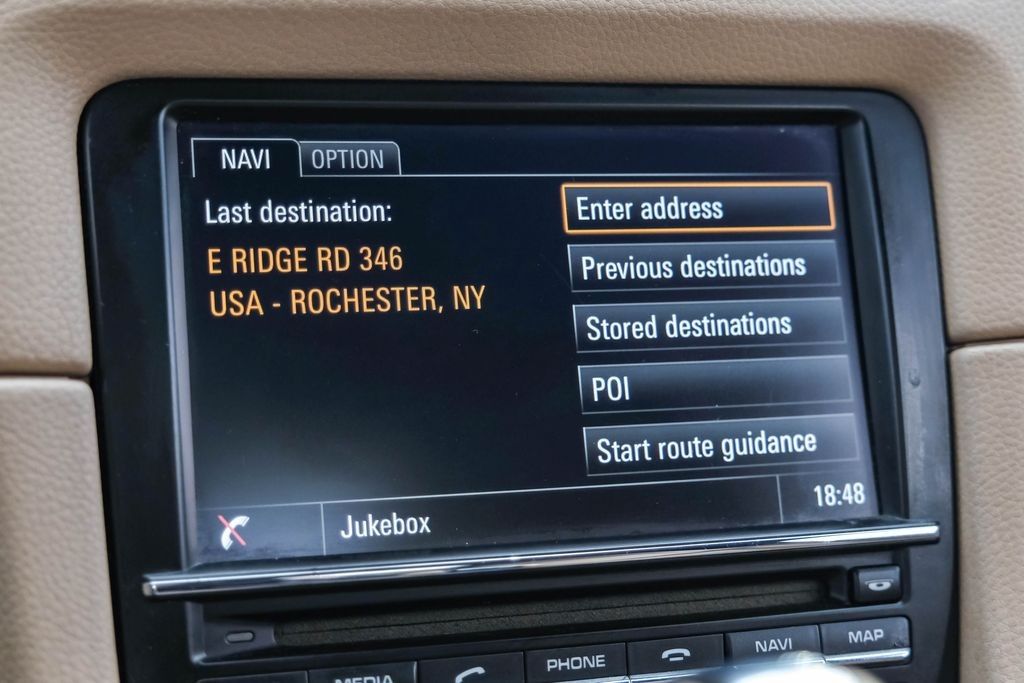 NAVI OPTION
Last destination:
E RIDGE RD 346
USA - ROCHESTER, NY
Enter address
Previous destinations
Stored destinations
POI
Start route guidance
Jukebox
18:48
MEDIA PHONE NAVI MAP